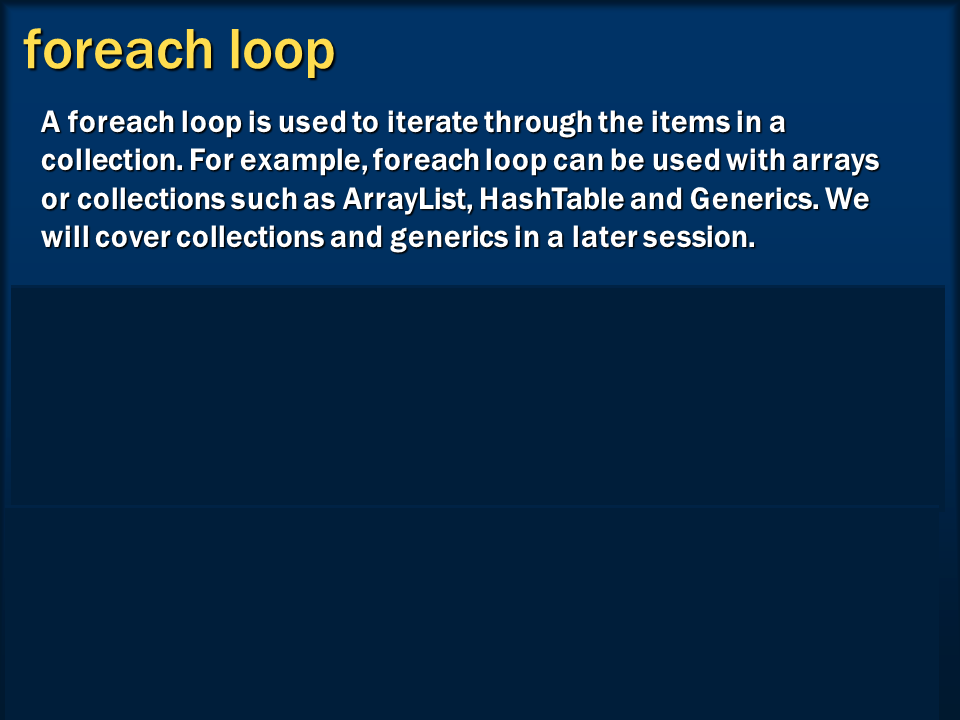 foreach loop
A foreach loop is used to iterate through the items in a
collection. For example, foreach loop can be used with arrays
or collections such as ArrayList, HashTable and Generics. We
will cover collections and generics in a later session.